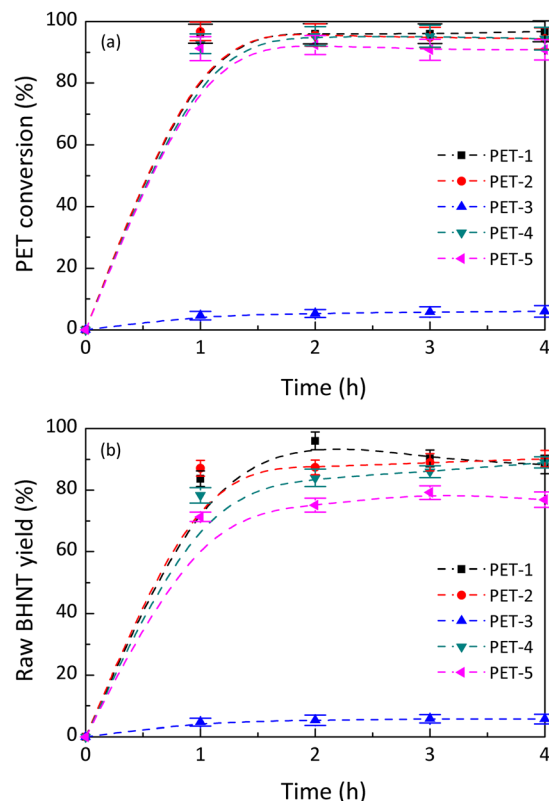 100
(a)
80
60
40
20
0
PET conversion (%)
PET-1
PET-2
PET-3
PET-4
PET-5
0
1
2
3
4
Time (h)
100
(b)
80
60
40
20
0
Raw BHNT yield (%)
PET-1
PET-2
PET-3
PET-4
PET-5
0
1
2
3
4
Time (h)